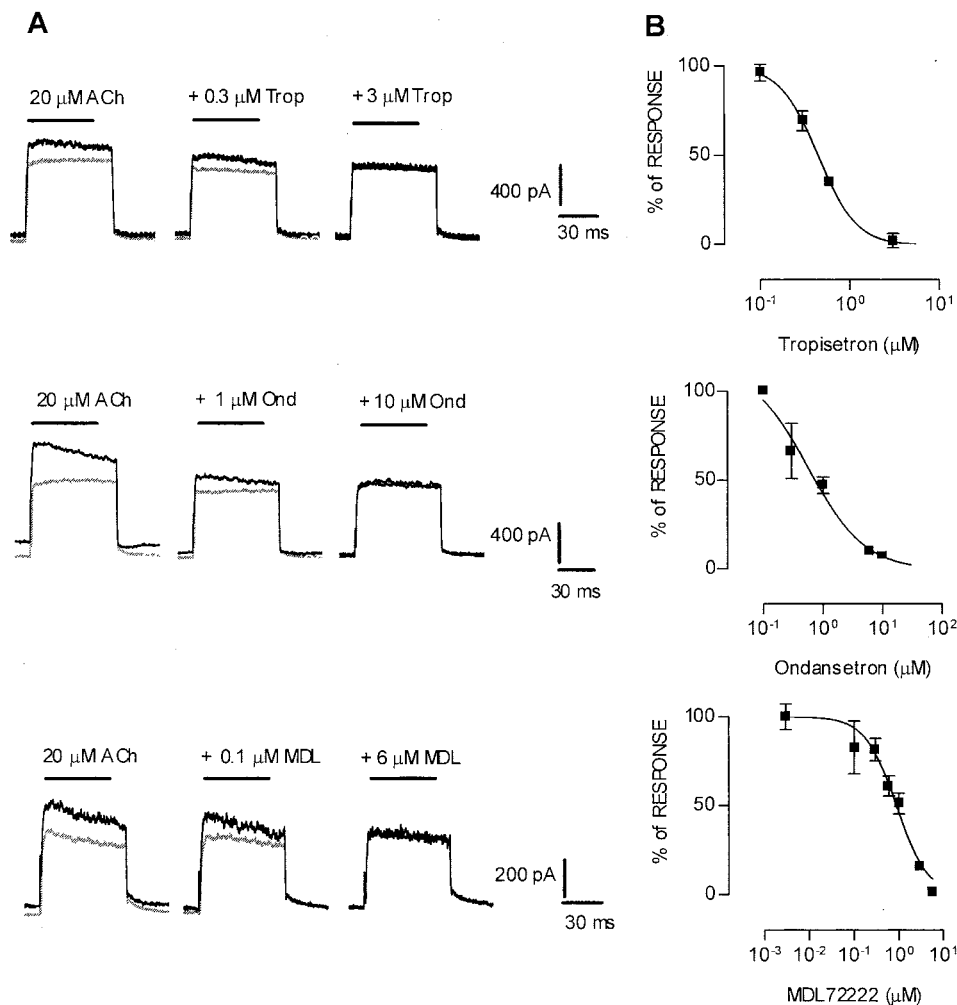 A
B
20 μM ACh
+ 0.3 μM Trop
+ 3 μM Trop
400 pA
30 ms
% of RESPONSE
100
50
0
10⁻¹
10⁰
10¹
Tropisetron (μM)
20 μM ACh
+ 1 μM Ond
+ 10 μM Ond
400 pA
30 ms
% of RESPONSE
100
50
0
10⁻¹
10⁰
10¹
10²
Ondansetron (μM)
20 μM ACh
+ 0.1 μM MDL
+ 6 μM MDL
200 pA
30 ms
% of RESPONSE
100
50
0
10⁻³
10⁻²
10⁻¹
10⁰
10¹
MDL72222 (μM)